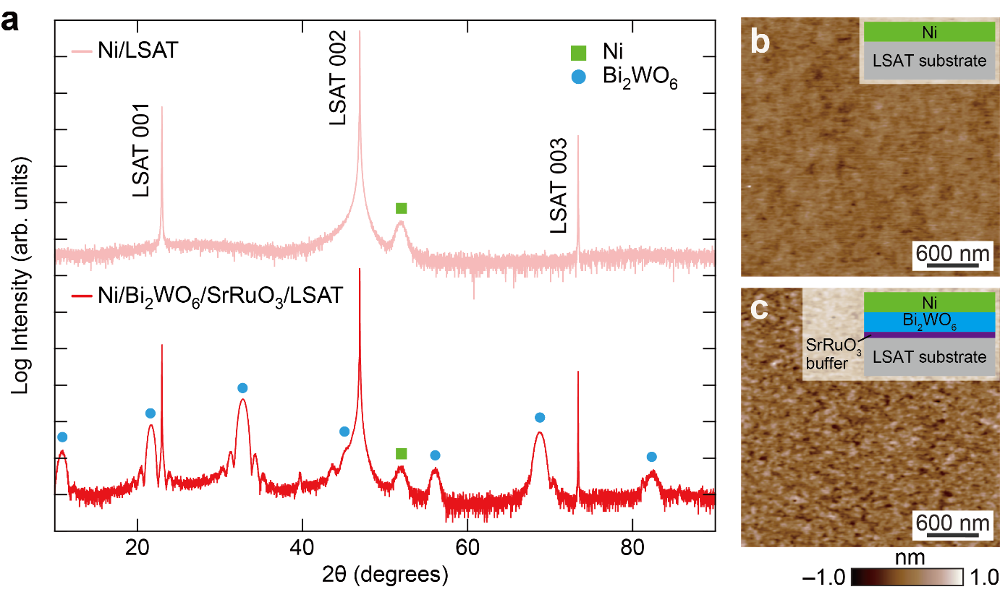 a
Ni/LSAT
LSAT 001
LSAT 002
LSAT 003
Ni
Bi₂WO₆
Ni/Bi₂WO₆/SrRuO₃/LSAT
Log Intensity (arb. units)
20
40
60
80
2θ (degrees)
b
Ni
LSAT substrate
600 nm
c
Ni
Bi₂WO₆
SrRuO₃
buffer
LSAT substrate
600 nm
nm
–1.0
1.0